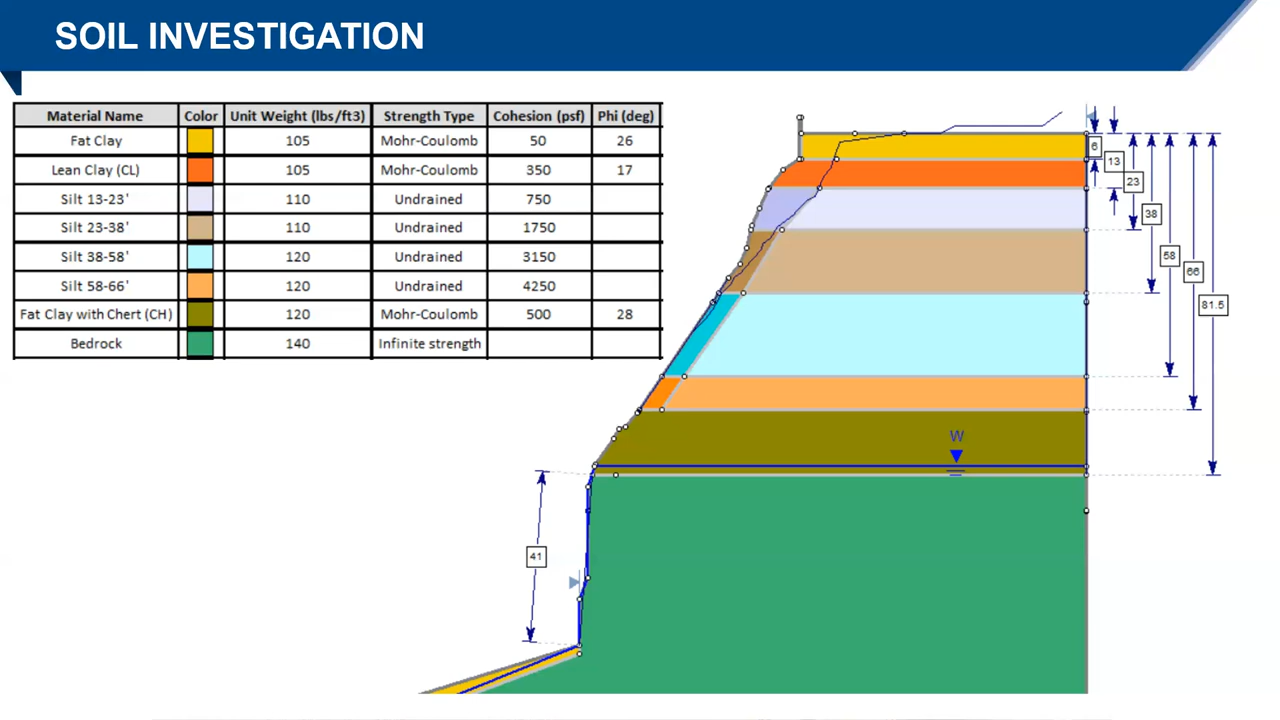 SOIL INVESTIGATION
Material Name Color Unit Weight (lbs/ft3) Strength Type Cohesion (psf) Phi (deg)
Fat Clay 105 Mohr-Coulomb 50 26
Lean Clay (CL) 105 Mohr-Coulomb 350 17
Silt 13-23' 110 Undrained 750
Silt 23-38' 110 Undrained 1750
Silt 38-58' 120 Undrained 3150
Silt 58-66' 120 Undrained 4250
Fat Clay with Chert (CH) 120 Mohr-Coulomb 500 28
Bedrock 140 Infinite strength
6
13
23
38
58
66
81.5
W
41